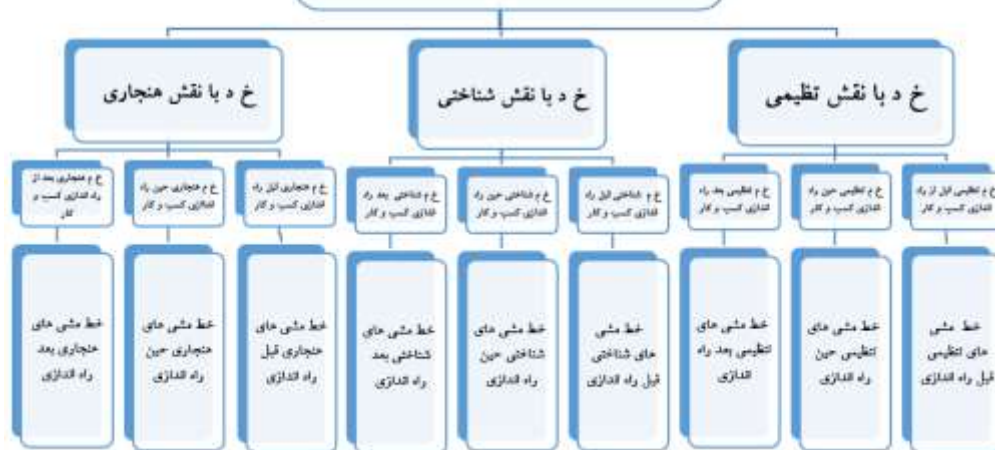 خ د با نقش تظیمی
خ د با نقش شناختی
خ د با نقش هنجاری
خ م تنظیمی قبل از راه
اندازی کسب و کار
خ م تنظیمی حین راه
اندازی کسب و کار
خ م تنظیمی بعد راه
اندازی کسب و کار
خ م شناختی قبل راه
اندازی کسب و کار
خ م شناختی حین راه
اندازی کسب و کار
خ م شناختی بعد راه
اندازی کسب و کار
خ م هنجاری قبل راه
اندازی کسب و کار
خ م هنجاری حین راه
اندازی کسب و کار
خ م هنجاری بعد از
راه اندازی کسب و
کار
خط مشی
های تنظیمی
قبل راه اندازی
خط مشی های
تنظیمی حین
راه اندازی
خط مشی های
تنظیمی بعد راه
اندازی
خط مشی
های شناختی
قبل راه اندازی
خط مشی های
شناختی حین
راه اندازی
خط مشی های
شناختی بعد
راه اندازی
خط مشی های
هنجاری قبل
راه اندازی
خط مشی های
هنجاری حین
راه اندازی
خط مشی های
هنجاری بعد
راه اندازی